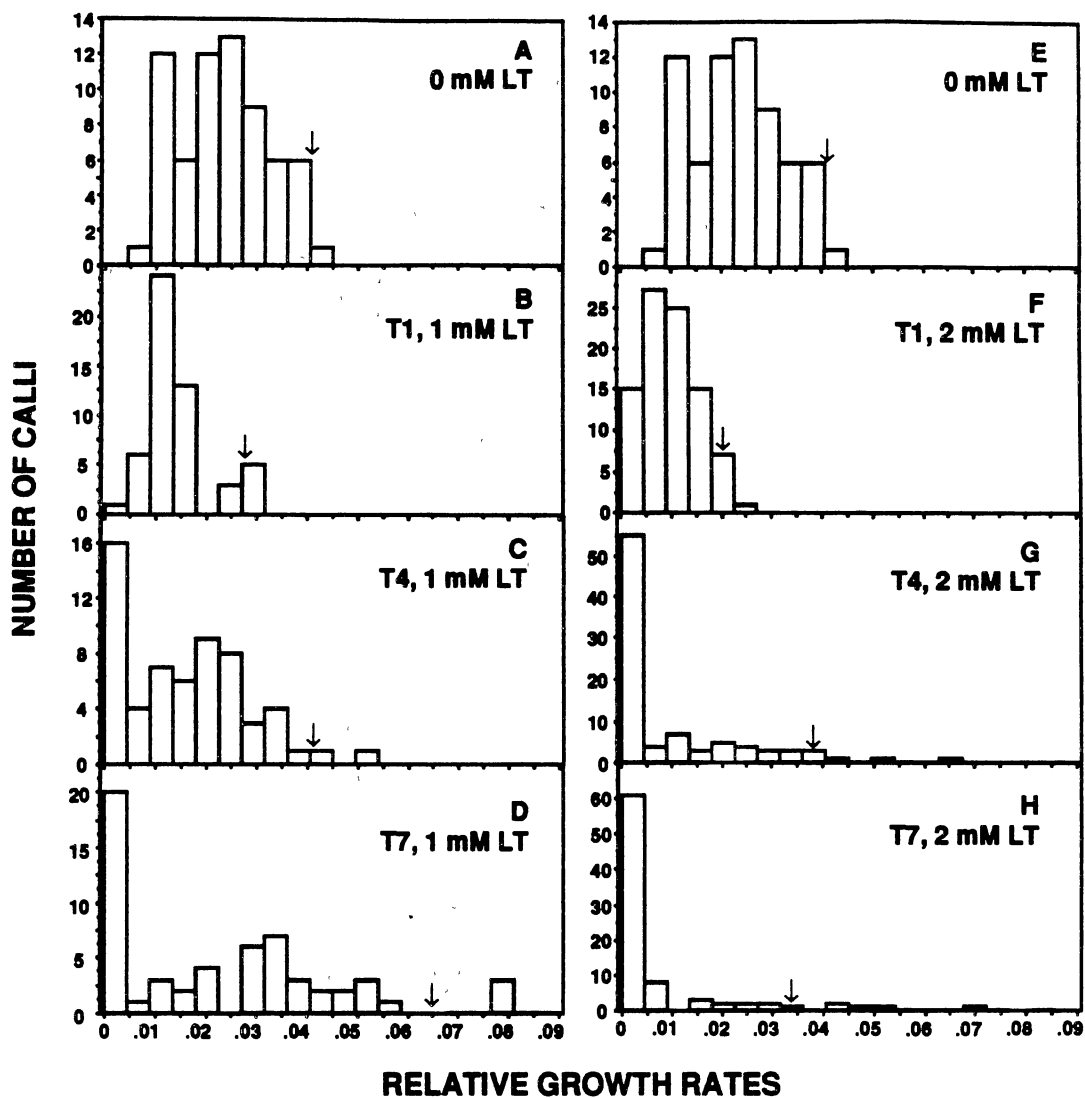 NUMBER OF CALLI
14
12
10
8
6
4
2
0
A
0 mM LT
20
15
10
5
0
B
T1, 1 mM LT
16
12
8
4
0
C
T4, 1 mM LT
20
15
10
5
0
D
T7, 1 mM LT
0 .01 .02 .03 .04 .05 .06 .07 .08 .09
14
12
10
8
6
4
2
0
E
0 mM LT
25
20
15
10
5
0
F
T1, 2 mM LT
50
40
30
20
10
0
G
T4, 2 mM LT
60
50
40
30
20
10
0
H
T7, 2 mM LT
0 .01 .02 .03 .04 .05 .06 .07 .08 .09
RELATIVE GROWTH RATES